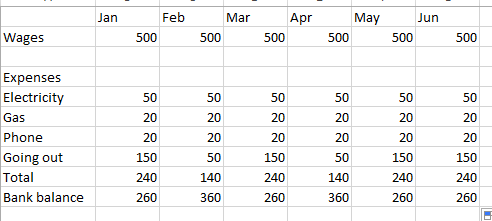 Jan Feb Mar Apr May Jun
Wages 500 500 500 500 500 500
Expenses
Electricity 50 50 50 50 50 50
Gas 20 20 20 20 20 20
Phone 20 20 20 20 20 20
Going out 150 50 150 50 150 150
Total 240 140 240 140 240 240
Bank balance 260 360 260 360 260 260